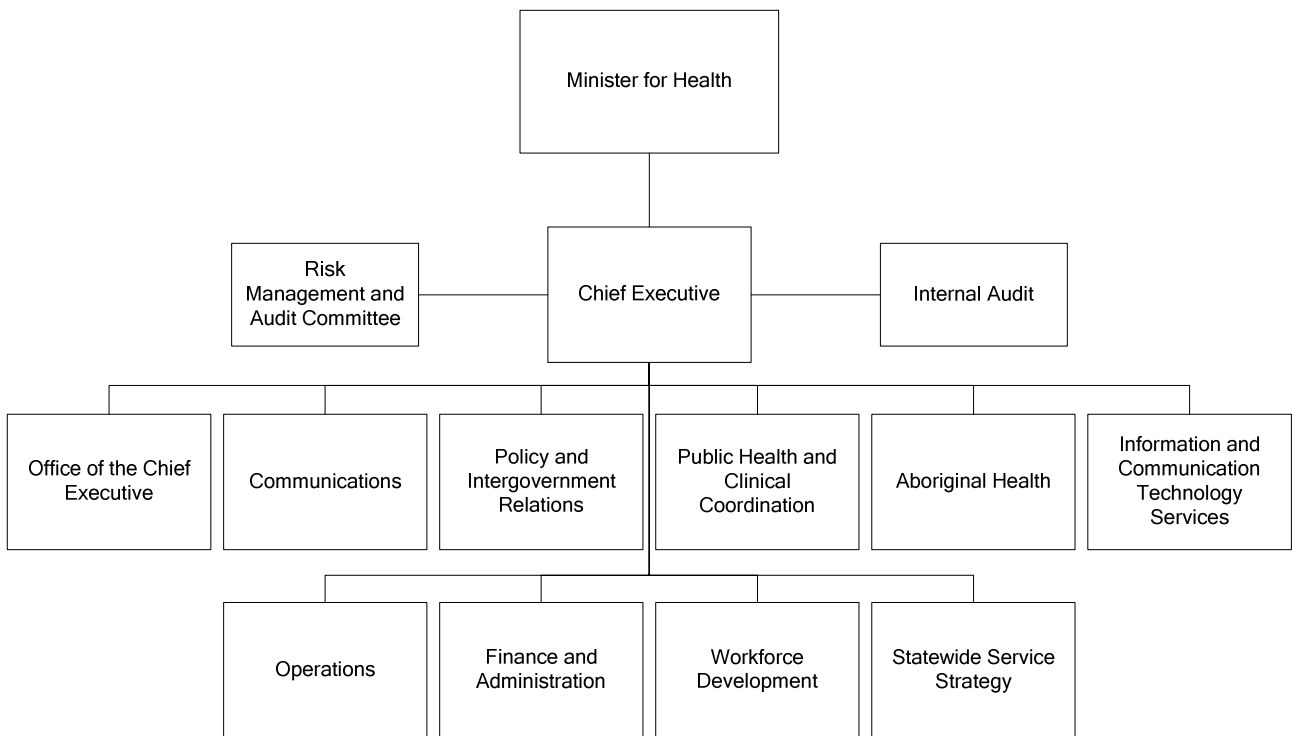 Minister for Health
Risk
Management and
Audit Committee
Chief Executive
Internal Audit
Office of the Chief
Executive
Communications
Policy and
Intergovernment
Relations
Public Health and
Clinical
Coordination
Aboriginal Health
Information and
Communication
Technology
Services
Operations
Finance and
Administration
Workforce
Development
Statewide Service
Strategy